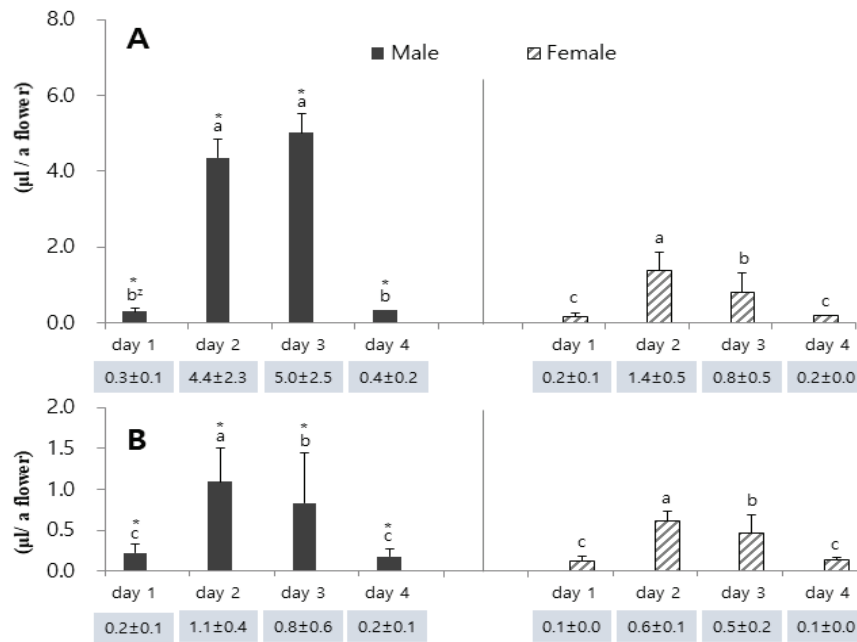 8.0
A
Male Female
6.0
4.0
2.0
0.0
(μl / a flower)
* * * *
bz a a b
c a b c
day 1 day 2 day 3 day 4 day 1 day 2 day 3 day 4
0.3±0.1 4.4±2.3 5.0±2.5 0.4±0.2 0.2±0.1 1.4±0.5 0.8±0.5 0.2±0.0
2.0
B
1.5
1.0
0.5
0.0
(μl/ a flower)
* * * *
c a b c
c a b c
day 1 day 2 day 3 day 4 day 1 day 2 day 3 day 4
0.2±0.1 1.1±0.4 0.8±0.6 0.2±0.1 0.1±0.0 0.6±0.1 0.5±0.2 0.1±0.0